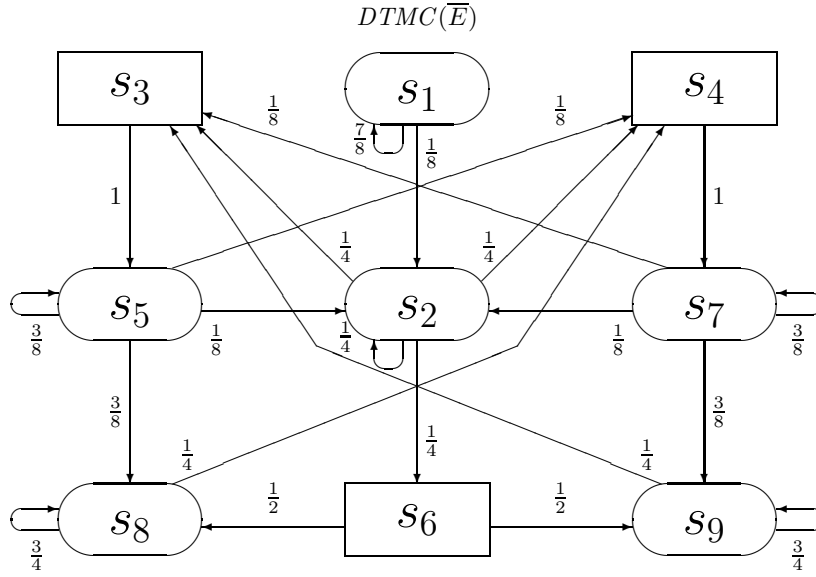 DTMC(E̅)
s₃
s₁
s₄
1/8
7/8
1/8
1/8
1
1
1/4
1/4
s₅
s₂
s₇
3/8
1/8
1/4
1/8
3/8
3/8
3/8
1/4
1/4
1/4
s₈
1/2
s₆
1/2
s₉
3/4
3/4